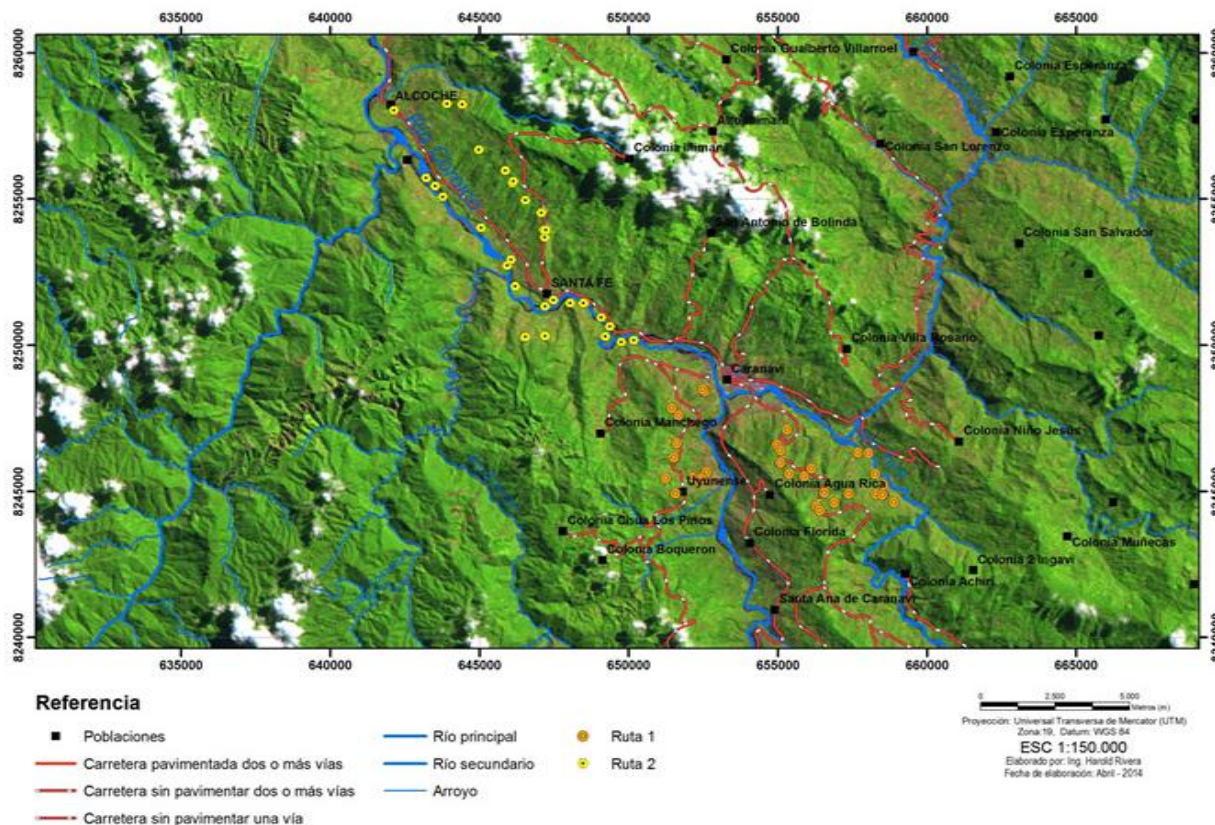 635000 640000 645000 650000 655000 660000 665000
8260000
8260000
Colonia Gualberto Villarroel
Colonia Esperanza
ALCOCHE
Colonia Esperanza
Colonia San Lorenzo
8255000
8255000
San Antonio de Bolinda
Colonia San Salvador
SANTA FE
8250000
8250000
Colonia Villa Rosario
Caranavi
Colonia Manchego
Colonia Niño Jesús
8245000
8245000
Uyunense
Colonia Agua Rica
Colonia Chua Los Pinos
Colonia Florida
Colonia Muñecas
Colonia Boqueron
Colonia 2 Ingavi
Colonia Achiri
Santa Ana de Caranavi
8240000
8240000
635000 640000 645000 650000 655000 660000 665000
Referencia
Poblaciones
Carretera pavimentada dos o más vías
Carretera sin pavimentar dos o más vías
Carretera sin pavimentar una vía
Río principal
Río secundario
Arroyo
Ruta 1
Ruta 2
0 2.500 5.000
Metros (m)
Proyección: Universal Transversa de Mercator (UTM)
Zona:19, Datum: WGS 84
ESC 1:150.000
Elaborado por: Ing. Harold Rivera
Fecha de elaboración: Abril - 2014